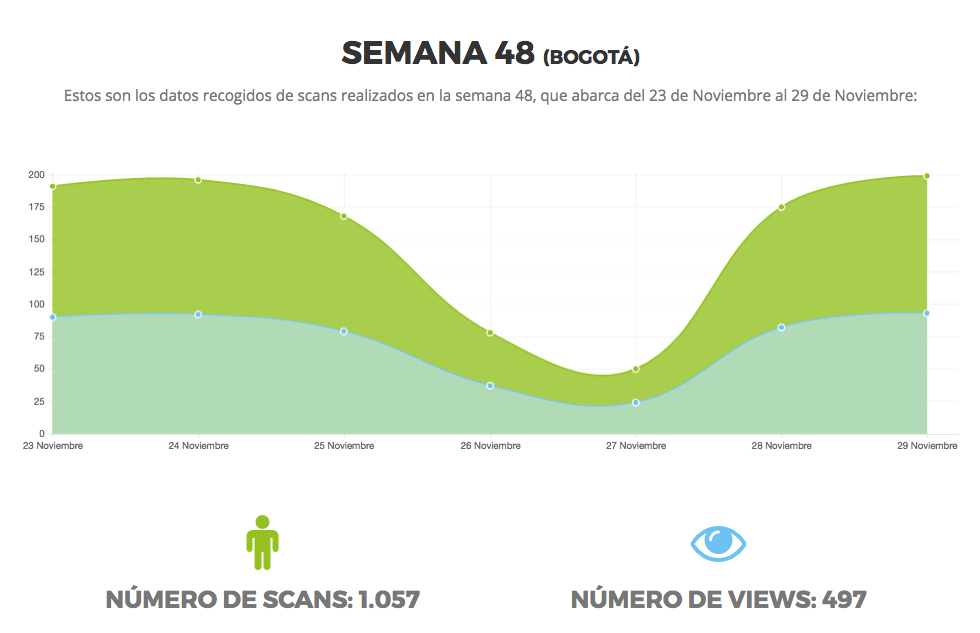 SEMANA 48 (BOGOTÁ)
Estos son los datos recogidos de scans realizados en la semana 48, que abarca del 23 de Noviembre al 29 de Noviembre:
200
175
150
125
100
75
50
25
0
23 Noviembre 24 Noviembre 25 Noviembre 26 Noviembre 27 Noviembre 28 Noviembre 29 Noviembre
NÚMERO DE SCANS: 1.057 NÚMERO DE VIEWS: 497